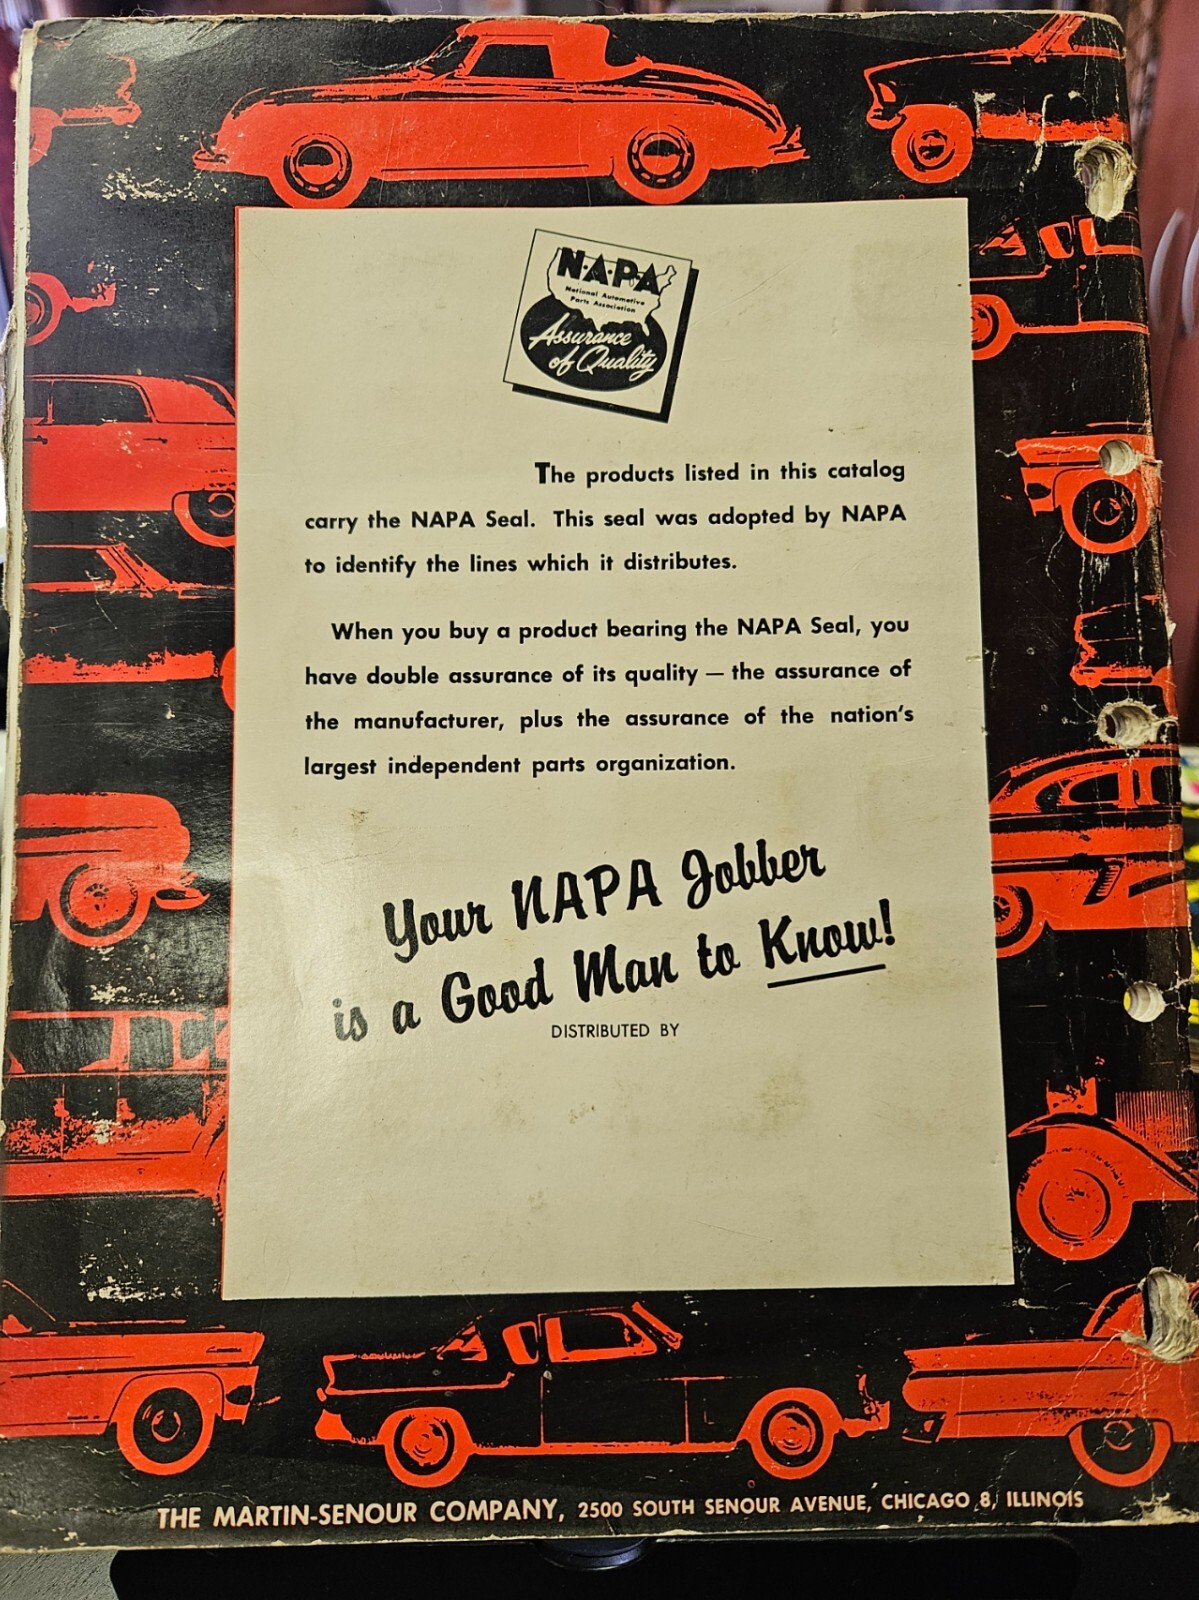 N·A·P·A
National Automotive
Parts Association
Assurance
of Quality
The products listed in this catalog
carry the NAPA Seal. This seal was adopted by NAPA
to identify the lines which it distributes.
When you buy a product bearing the NAPA Seal, you
have double assurance of its quality — the assurance of
the manufacturer, plus the assurance of the nation's
largest independent parts organization.
Your NAPA Jobber
is a Good Man to Know!
DISTRIBUTED BY
THE MARTIN-SENOUR COMPANY, 2500 SOUTH SENOUR AVENUE, CHICAGO 8, ILLINOIS